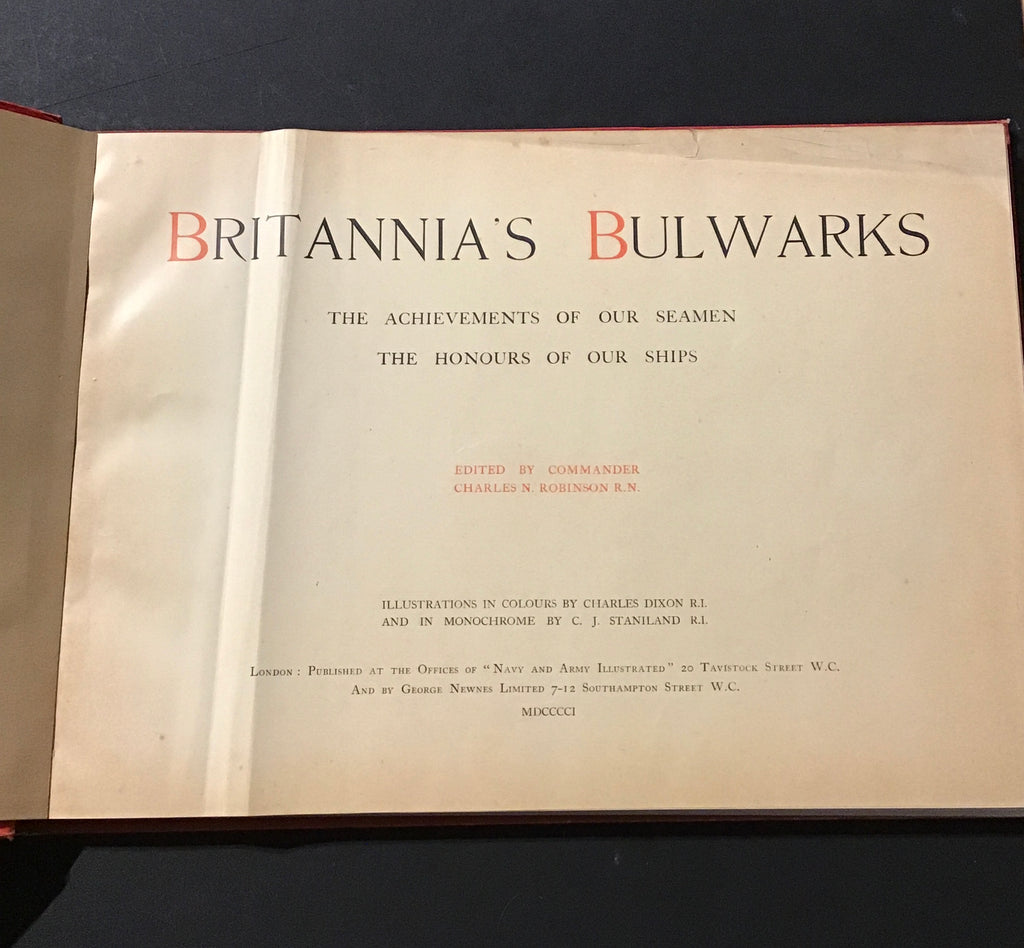 BRITANNIA'S BULWARKS
THE ACHIEVEMENTS OF OUR SEAMEN
THE HONOURS OF OUR SHIPS
EDITED BY COMMANDER
CHARLES N. ROBINSON R.N.
ILLUSTRATIONS IN COLOURS BY CHARLES DIXON R.I.
AND IN MONOCHROME BY C. J. STANILAND R.I.
LONDON: PUBLISHED AT THE OFFICES OF "NAVY AND ARMY ILLUSTRATED" 20 TAVISTOCK STREET W.C.
AND BY GEORGE NEWNES LIMITED 7-12 SOUTHAMPTON STREET W.C.
MDCCCCI